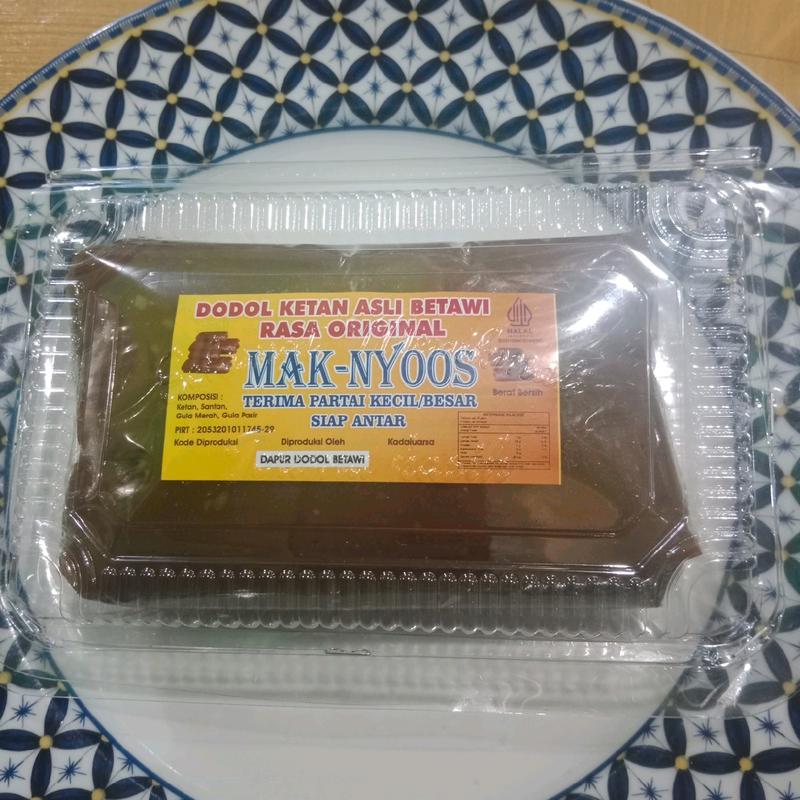 DODOL KETAN ASLI BETAWI
RASA ORIGINAL
HALAL
MAK-NYOOS
Berat Bersih
TERIMA PARTAI KECIL/BESAR
SIAP ANTAR
KOMPOSISI :
Ketan, Santan,
Gula Merah, Gula Pasir
PIRT : 2053201011745-29
Kode Diproduksi
Diproduksi Oleh
Kadaluarsa
DAPUR DODOL BETAWI